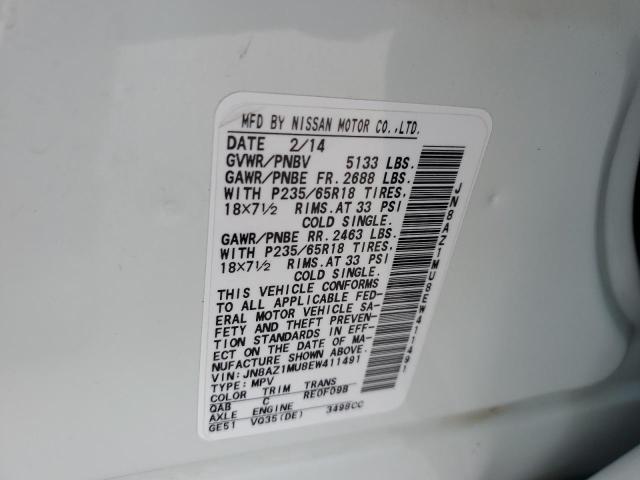 MFD BY NISSAN MOTOR CO.,LTD.
DATE 2/14
GVWR/PNBV 5133 LBS.
GAWR/PNBE FR. 2688 LBS.
WITH P235/65R18 TIRES.
18×7½ RIMS.AT 33 PSI
COLD SINGLE.
GAWR/PNBE RR. 2463 LBS.
WITH P235/65R18 TIRES.
18×7½ RIMS.AT 33 PSI
COLD SINGLE.
THIS VEHICLE CONFORMS
TO ALL APPLICABLE FED-
ERAL MOTOR VEHICLE SA-
FETY AND THEFT PREVEN-
TION STANDARDS IN EFF-
ECT ON THE DATE OF MA-
NUFACTURE SHOWN ABOVE.
VIN:JN8AZ1MU8EW411491
TYPE: MPV
COLOR TRIM TRANS
QAB C RE0F09B
AXLE ENGINE
GE51 VQ35(DE) 3498CC
JN8AZ1MU8EW411491